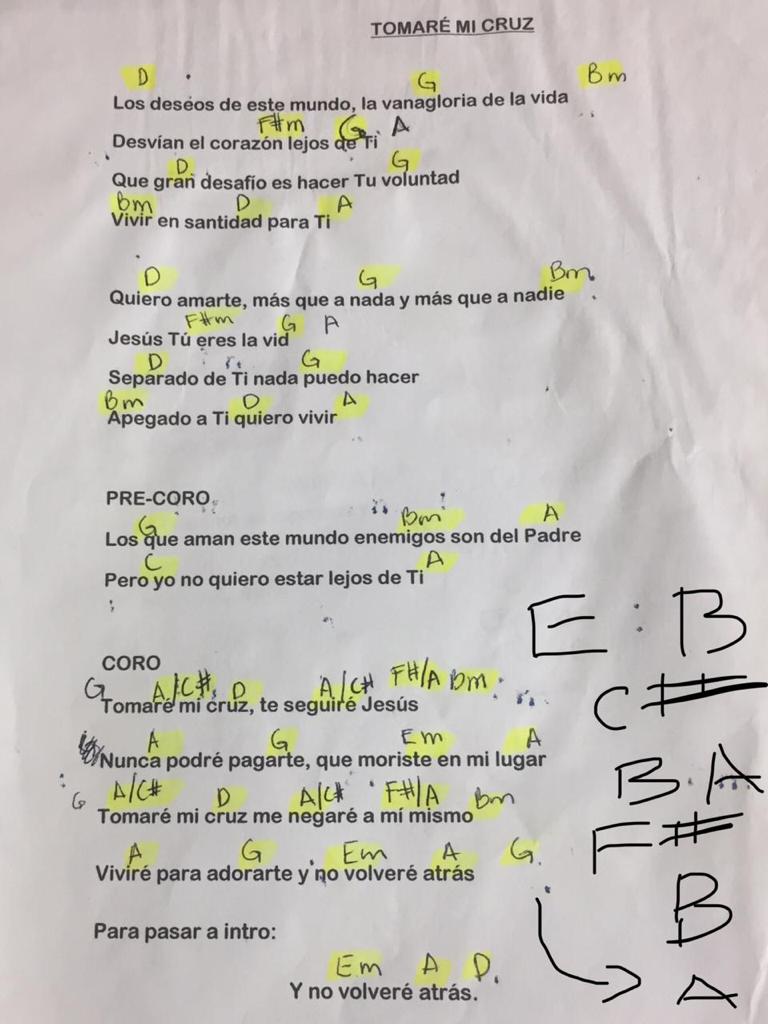 TOMARÉ MI CRUZ
D G Bm
Los deseos de este mundo, la vanagloria de la vida
F#m G A
Desvían el corazón lejos de Ti
D G
Que gran desafío es hacer Tu voluntad
Bm D A
Vivir en santidad para Ti
D G Bm
Quiero amarte, más que a nada y más que a nadie
F#m G A
Jesús Tú eres la vid
D G
Separado de Ti nada puedo hacer
Bm D A
Apegado a Ti quiero vivir
PRE-CORO
G Bm A
Los que aman este mundo enemigos son del Padre
C A
Pero yo no quiero estar lejos de Ti
CORO
G A/C# D A/C# F#/A Bm
Tomaré mi cruz, te seguiré Jesús
A G Em A
Nunca podré pagarte, que moriste en mi lugar
G A/C# D A/C# F#/A Bm
Tomaré mi cruz me negaré a mí mismo
A G Em A G
Viviré para adorarte y no volveré atrás
Para pasar a intro:
Em A D
Y no volveré atrás.
E : B
C#
B A
F#
B
A